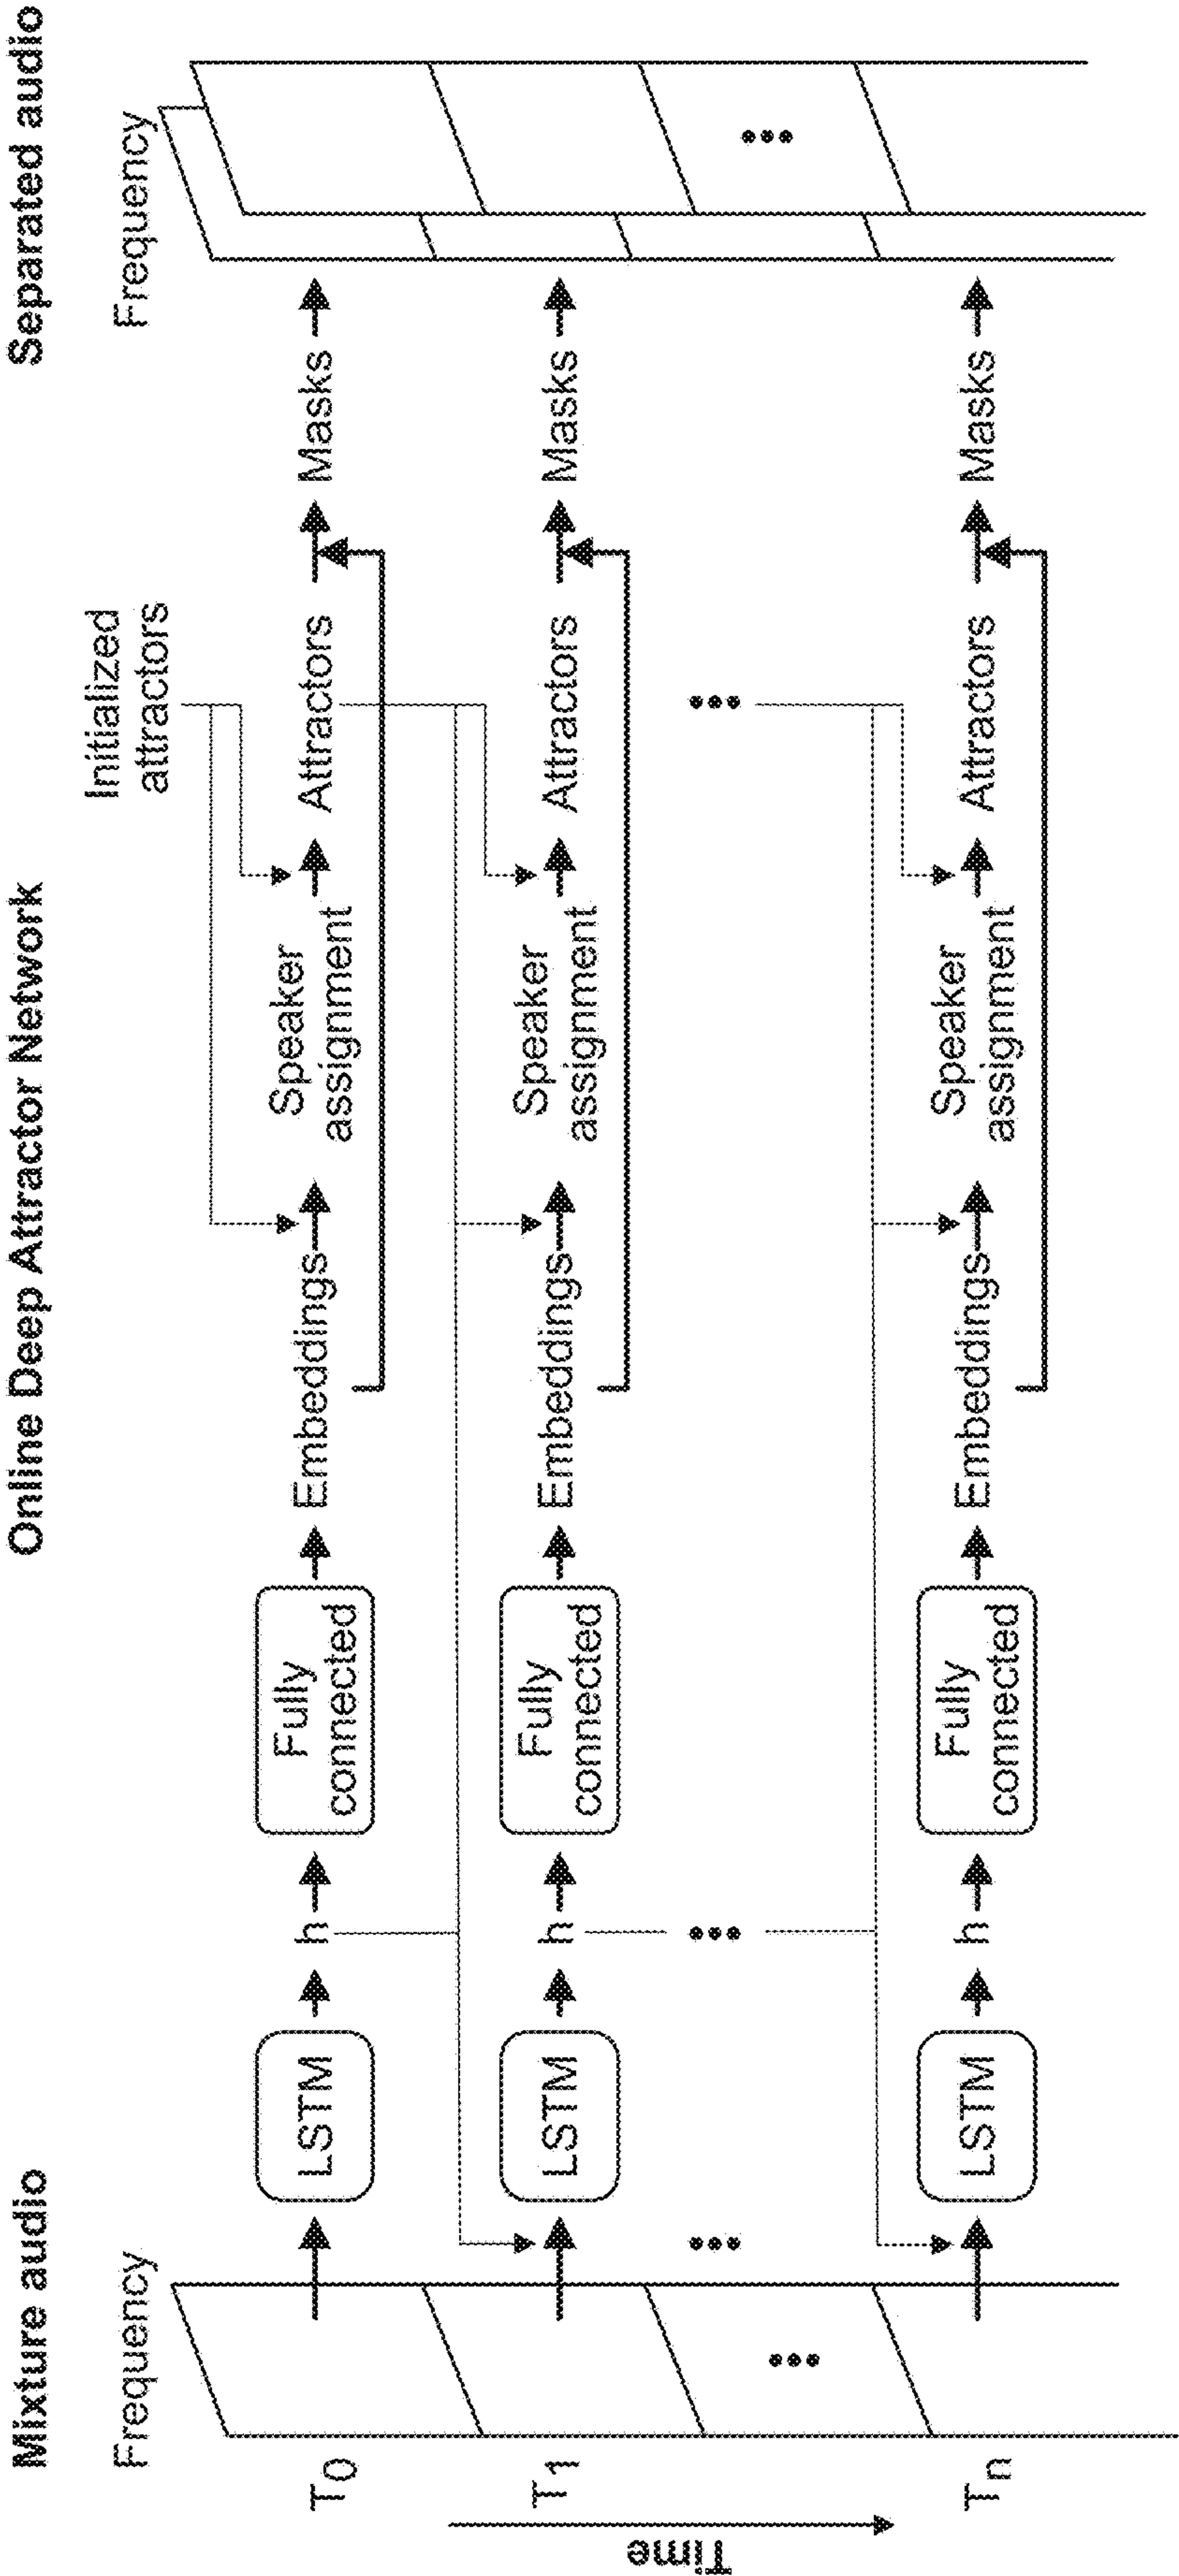 Mixture audio
Online Deep Attractor Network
Separated audio
Frequency
Initialized
attractors
Frequency
T0
LSTM
h
Fully
connected
Embeddings
Speaker
assignment
Attractors
Masks
T1
LSTM
h
Fully
connected
Embeddings
Speaker
assignment
Attractors
Masks
Time
Tn
LSTM
h
Fully
connected
Embeddings
Speaker
assignment
Attractors
Masks